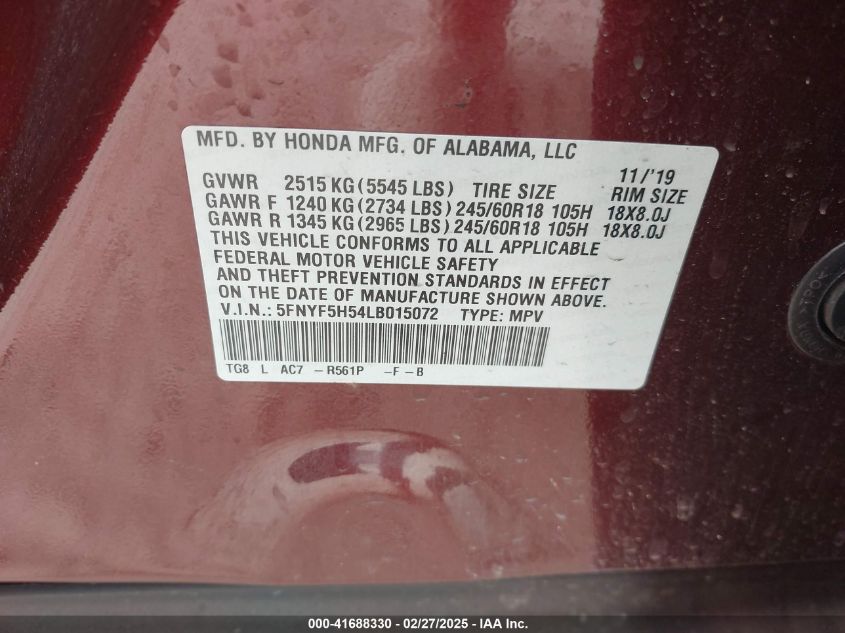 MFD. BY HONDA MFG. OF ALABAMA, LLC
11/'19
GVWR 2515 KG (5545 LBS) TIRE SIZE RIM SIZE
GAWR F 1240 KG (2734 LBS) 245/60R18 105H 18X8.0J
GAWR R 1345 KG (2965 LBS) 245/60R18 105H 18X8.0J
THIS VEHICLE CONFORMS TO ALL APPLICABLE
FEDERAL MOTOR VEHICLE SAFETY
AND THEFT PREVENTION STANDARDS IN EFFECT
ON THE DATE OF MANUFACTURE SHOWN ABOVE.
V.I.N.: 5FNYF5H54LB015072 TYPE: MPV
TG8 L AC7 -R561P -F-B
000-41688330 - 02/27/2025 - IAA Inc.